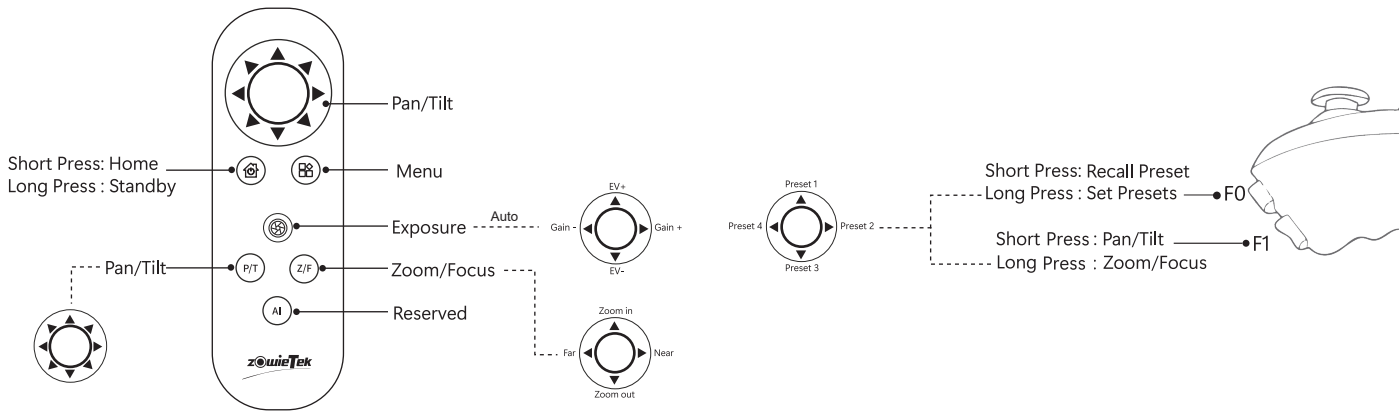 Pan/Tilt
Short Press: Home
Long Press : Standby
Menu
Exposure
Auto
EV+
Gain -
Gain +
EV-
Pan/Tilt
P/T
Z/F
Zoom/Focus
AI
Reserved
Zoom in
Far
Near
Zoom out
zowieTek
Preset 1
Preset 4
Preset 2
Preset 3
Short Press: Recall Preset
Long Press : Set Presets
F0
Short Press : Pan/Tilt
Long Press : Zoom/Focus
F1